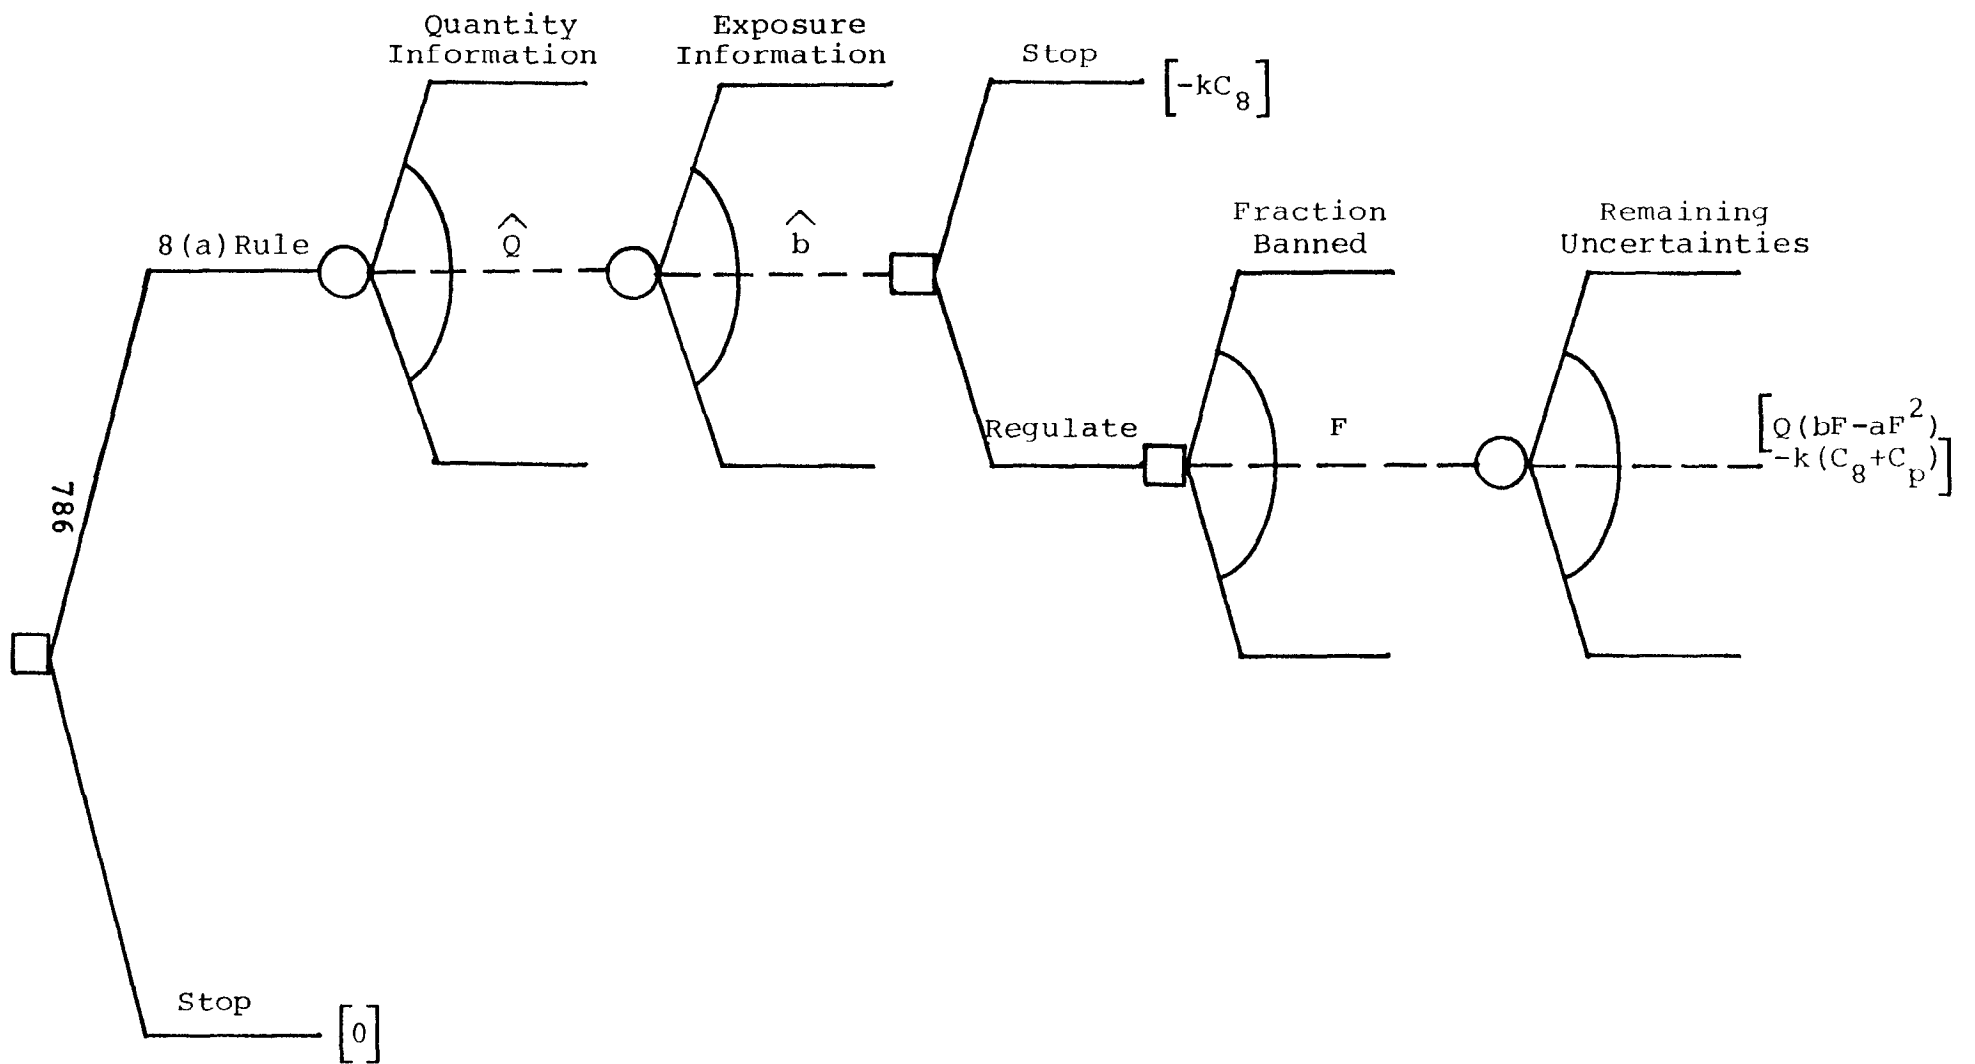 Quantity
Information
Exposure
Information
Stop
[-kC₈]
8(a)Rule
Q̂
b̂
Fraction
Banned
Remaining
Uncertainties
Regulate
F
[Q(bF-aF²)
-k(C₈+Cₚ)]
786
Stop
[0]